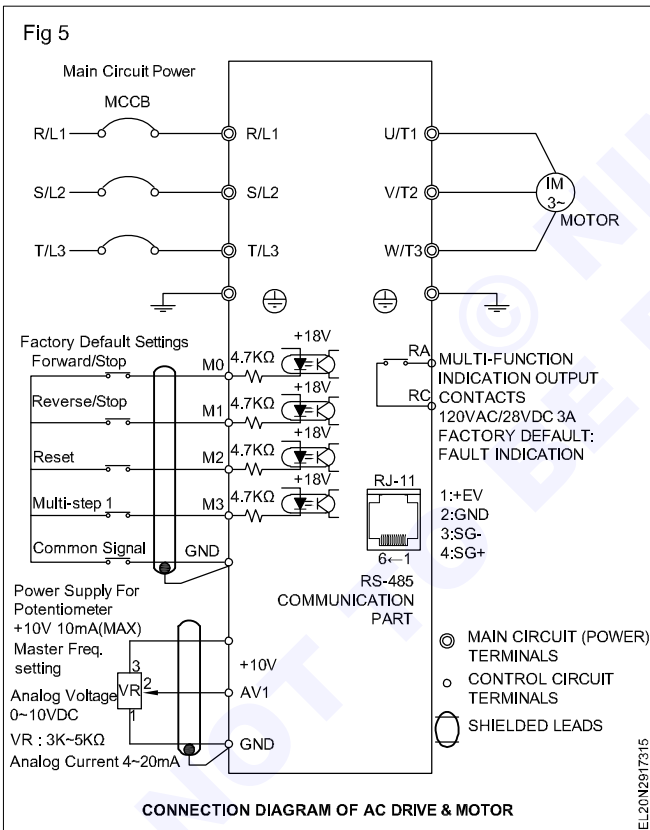 Fig 5
Main Circuit Power
MCCB
R/L1
R/L1
U/T1
S/L2
S/L2
V/T2
IM
3~
MOTOR
T/L3
T/L3
W/T3
Factory Default Settings
Forward/Stop
M0
4.7KΩ
+18V
Reverse/Stop
M1
4.7KΩ
+18V
Reset
M2
4.7KΩ
+18V
Multi-step 1
M3
4.7KΩ
+18V
Common Signal
GND
RA
RC
MULTI-FUNCTION
INDICATION OUTPUT
CONTACTS
120VAC/28VDC 3A
FACTORY DEFAULT:
FAULT INDICATION
RJ-11
6←1
1:+EV
2:GND
3:SG-
4:SG+
RS-485
COMMUNICATION
PART
Power Supply For
Potentiometer
+10V 10mA(MAX)
Master Freq.
setting
3
VR
2
1
+10V
Analog Voltage
0~10VDC
AV1
VR : 3K~5KΩ
GND
Analog Current 4~20mA
MAIN CIRCUIT (POWER)
TERMINALS
CONTROL CIRCUIT
TERMINALS
SHIELDED LEADS
CONNECTION DIAGRAM OF AC DRIVE & MOTOR
EL20N2917315